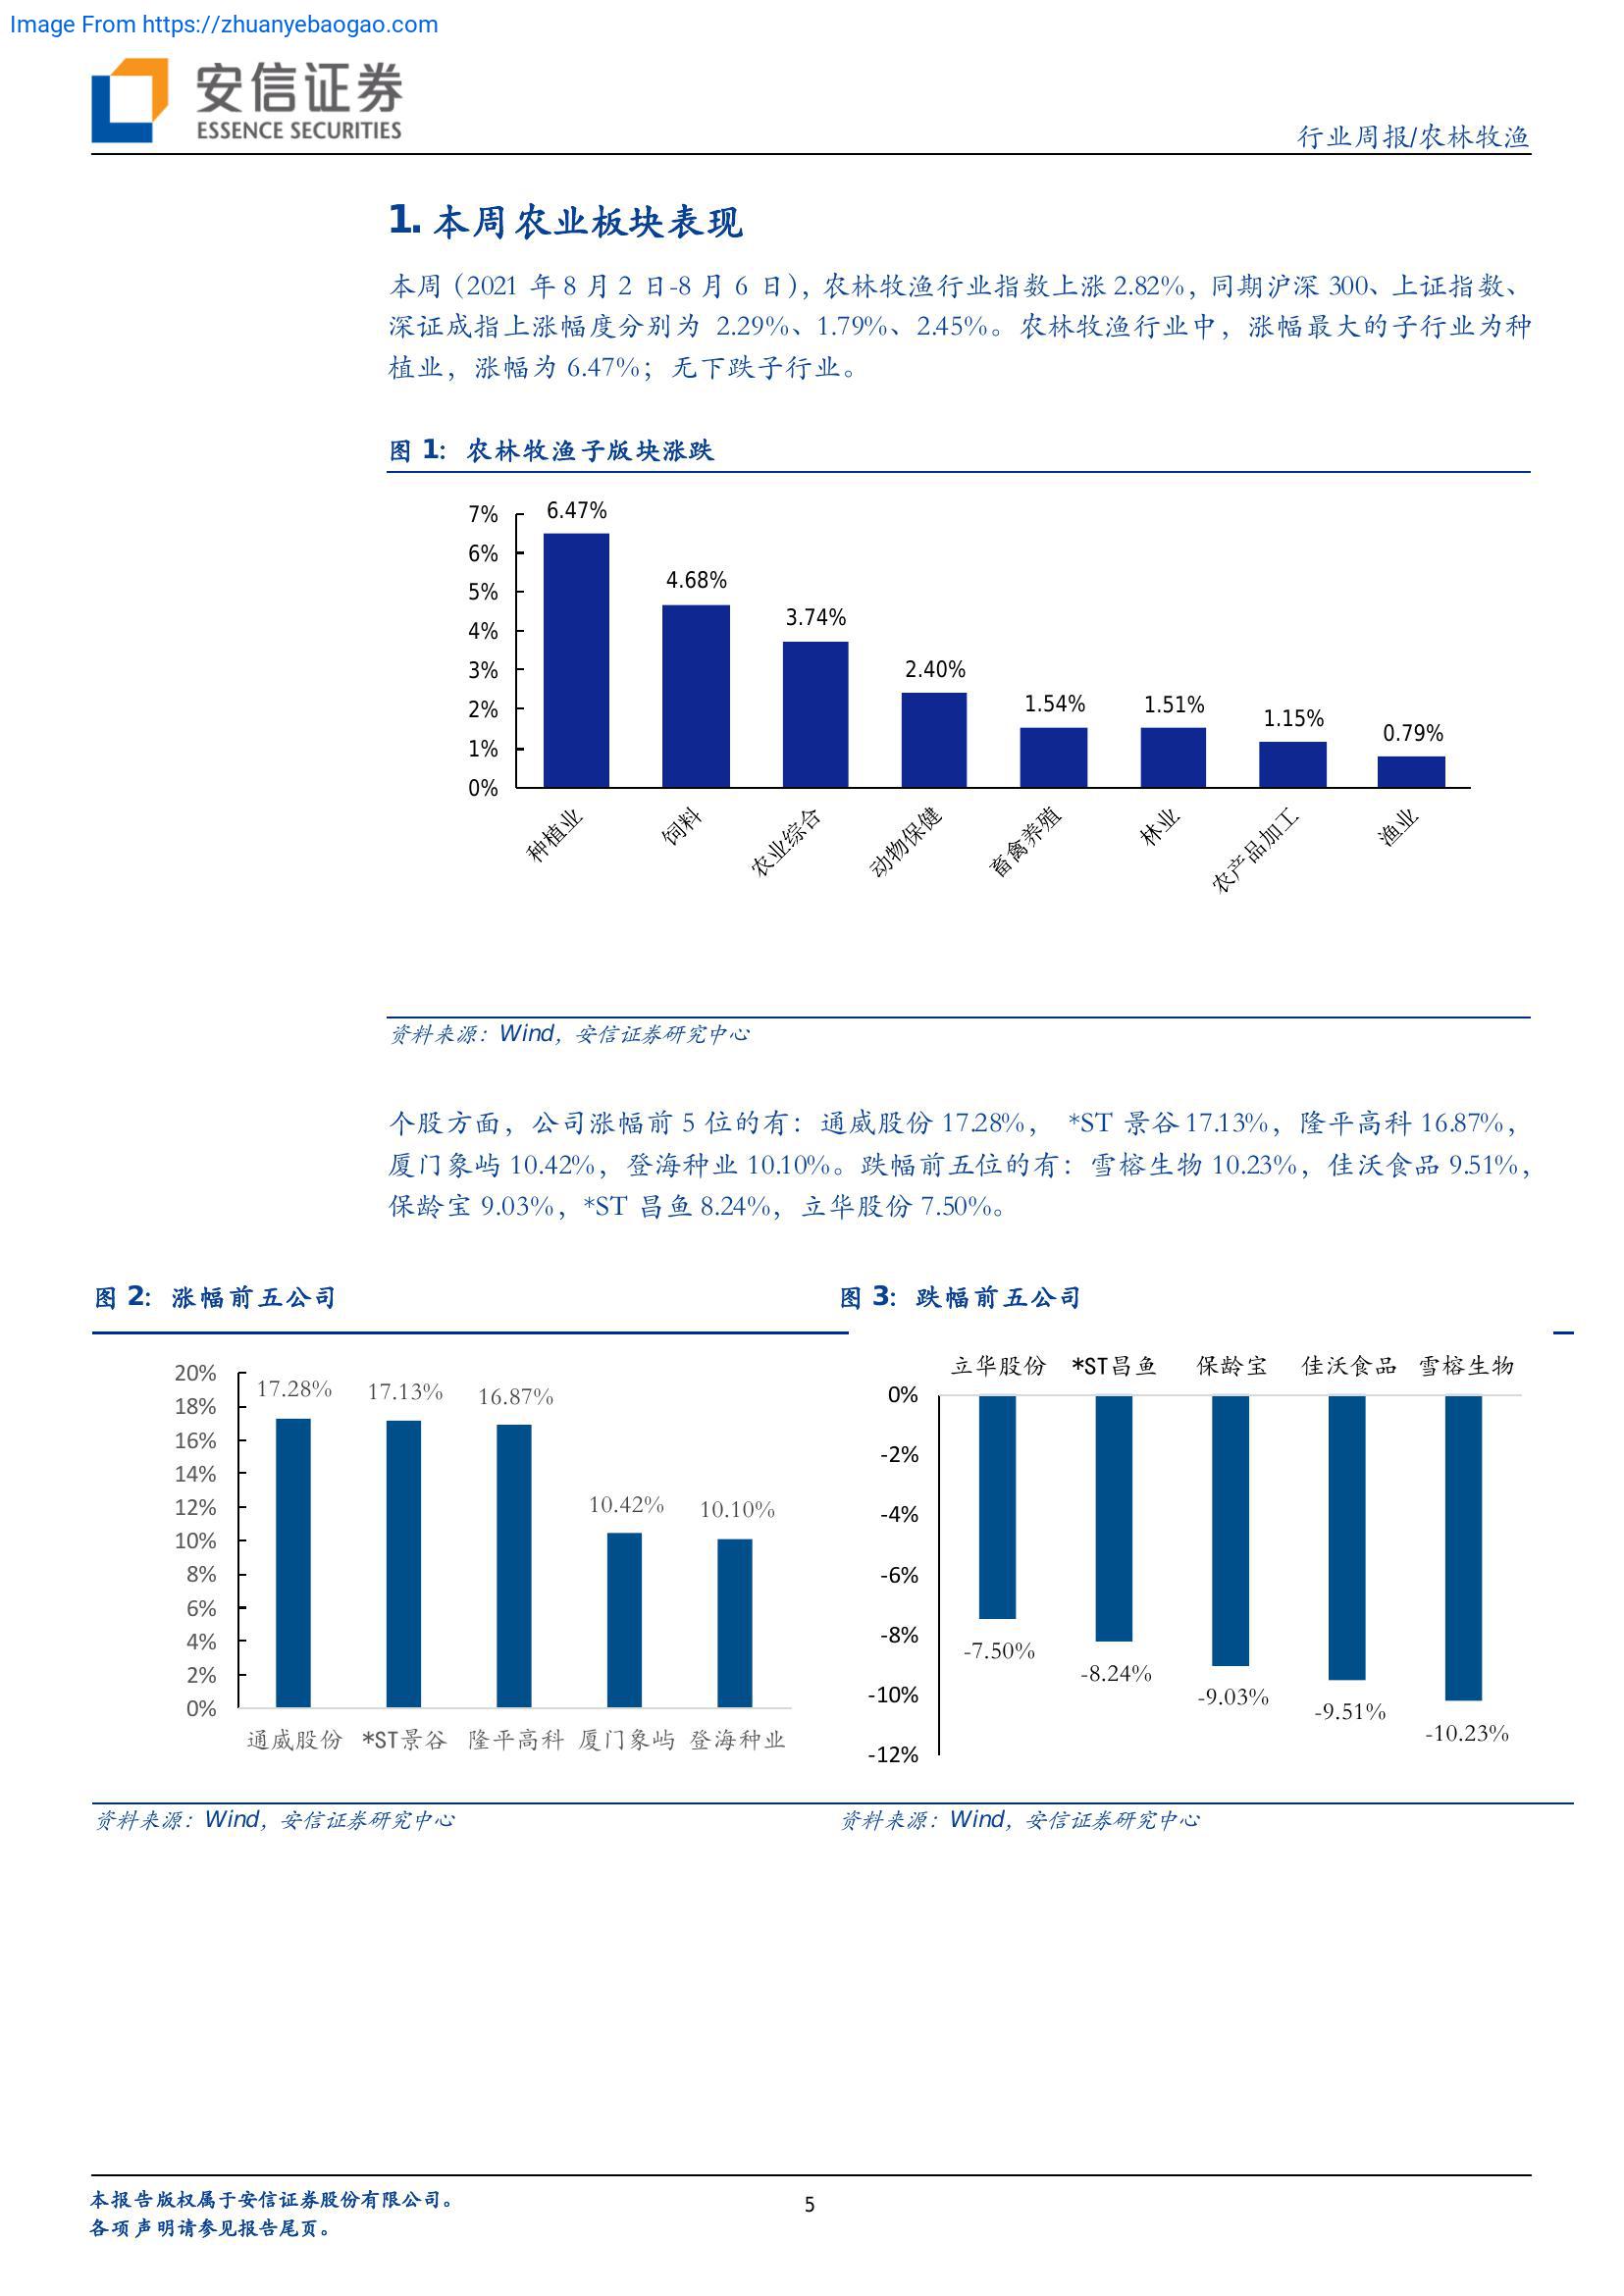 Image From https://zhuanyebaogao.com
安信证券
ESSENCE SECURITIES
行业周报/农林牧渔
1. 本周农业板块表现
本周（2021 年 8 月 2 日-8 月 6 日），农林牧渔行业指数上涨 2.82%，同期沪深 300、上证指数、
深证成指上涨幅度分别为 2.29%、1.79%、2.45%。农林牧渔行业中，涨幅最大的子行业为种
植业，涨幅为 6.47%；无下跌子行业。
图 1：农林牧渔子版块涨跌
7%
6%
5%
4%
3%
2%
1%
0%
6.47%
4.68%
3.74%
2.40%
1.54%
1.51%
1.15%
0.79%
种植业
饲料
农业综合
动物保健
畜禽养殖
林业
农产品加工
渔业
资料来源：Wind，安信证券研究中心
个股方面，公司涨幅前 5 位的有：通威股份 17.28%， *ST 景谷 17.13%，隆平高科 16.87%，
厦门象屿 10.42%，登海种业 10.10%。跌幅前五位的有：雪榕生物 10.23%，佳沃食品 9.51%，
保龄宝 9.03%，*ST 昌鱼 8.24%，立华股份 7.50%。
图 2：涨幅前五公司
20%
18%
16%
14%
12%
10%
8%
6%
4%
2%
0%
17.28%
17.13%
16.87%
10.42%
10.10%
通威股份 *ST景谷 隆平高科 厦门象屿 登海种业
资料来源：Wind，安信证券研究中心
图 3：跌幅前五公司
立华股份 *ST昌鱼 保龄宝 佳沃食品 雪榕生物
0%
-2%
-4%
-6%
-8%
-10%
-12%
-7.50%
-8.24%
-9.03%
-9.51%
-10.23%
资料来源：Wind，安信证券研究中心
本报告版权属于安信证券股份有限公司。
各项声明请参见报告尾页。
5